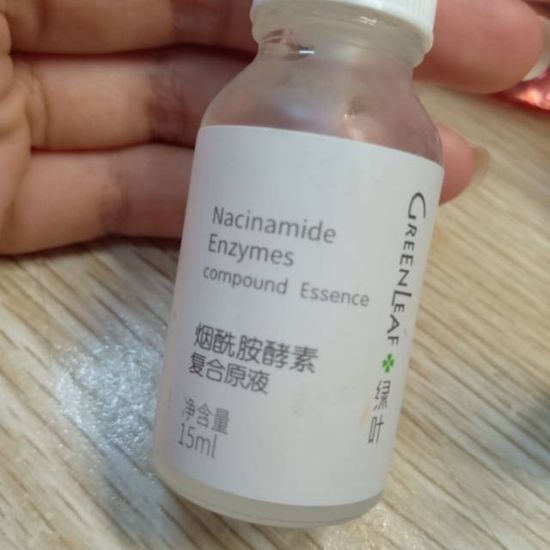 Nacinamide
Enzymes
compound Essence
烟酰胺酵素
复合原液
净含量
15ml
GREENLEAF 绿叶